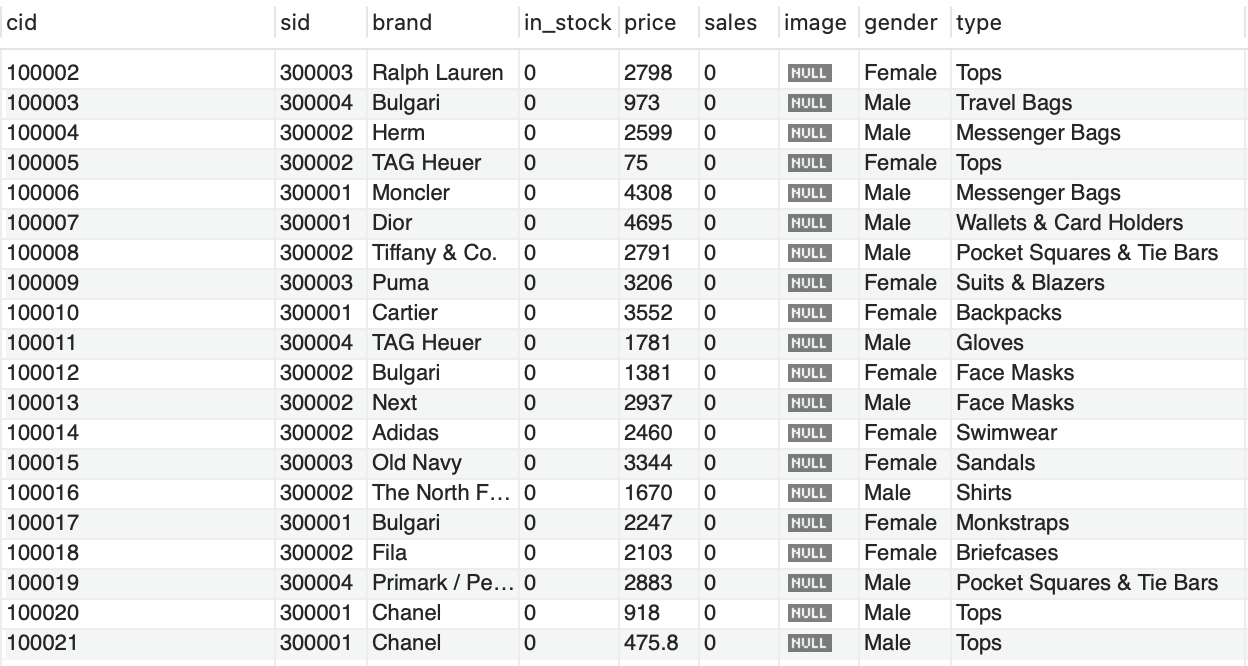 cid sid brand in_stock price sales image gender type
100002 300003 Ralph Lauren 0 2798 0 NULL Female Tops
100003 300004 Bulgari 0 973 0 NULL Male Travel Bags
100004 300002 Herm 0 2599 0 NULL Male Messenger Bags
100005 300002 TAG Heuer 0 75 0 NULL Female Tops
100006 300001 Moncler 0 4308 0 NULL Male Messenger Bags
100007 300001 Dior 0 4695 0 NULL Male Wallets & Card Holders
100008 300002 Tiffany & Co. 0 2791 0 NULL Male Pocket Squares & Tie Bars
100009 300003 Puma 0 3206 0 NULL Female Suits & Blazers
100010 300001 Cartier 0 3552 0 NULL Female Backpacks
100011 300004 TAG Heuer 0 1781 0 NULL Male Gloves
100012 300002 Bulgari 0 1381 0 NULL Female Face Masks
100013 300002 Next 0 2937 0 NULL Male Face Masks
100014 300002 Adidas 0 2460 0 NULL Female Swimwear
100015 300003 Old Navy 0 3344 0 NULL Female Sandals
100016 300002 The North F... 0 1670 0 NULL Male Shirts
100017 300001 Bulgari 0 2247 0 NULL Female Monkstraps
100018 300002 Fila 0 2103 0 NULL Female Briefcases
100019 300004 Primark / Pe... 0 2883 0 NULL Male Pocket Squares & Tie Bars
100020 300001 Chanel 0 918 0 NULL Male Tops
100021 300001 Chanel 0 475.8 0 NULL Male Tops